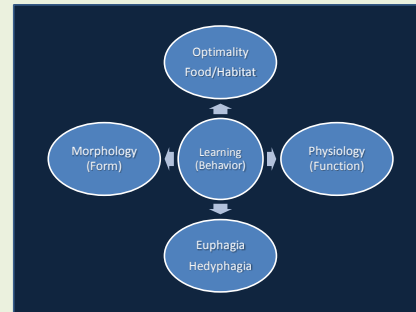 Optimality
Food/Habitat
Morphology
(Form)
Learning
(Behavior)
Physiology
(Function)
Euphagia
Hedyphagia